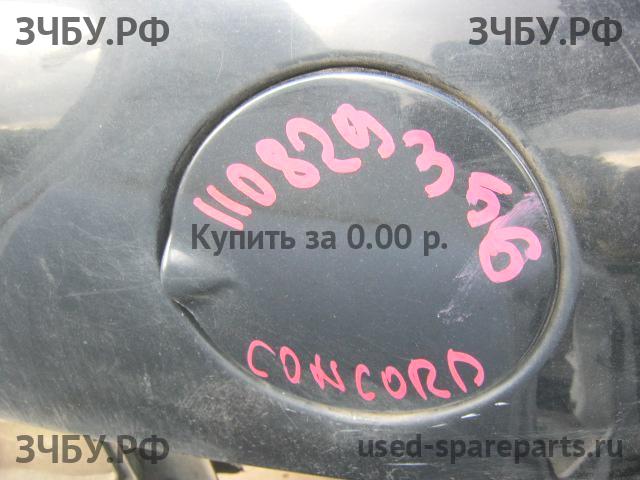 ЗЧБУ.РФ ЗЧБУ.РФ
110829356
Купить за 0.00 р.
CONCORD
ЗЧБУ.РФ used-spareparts.ru